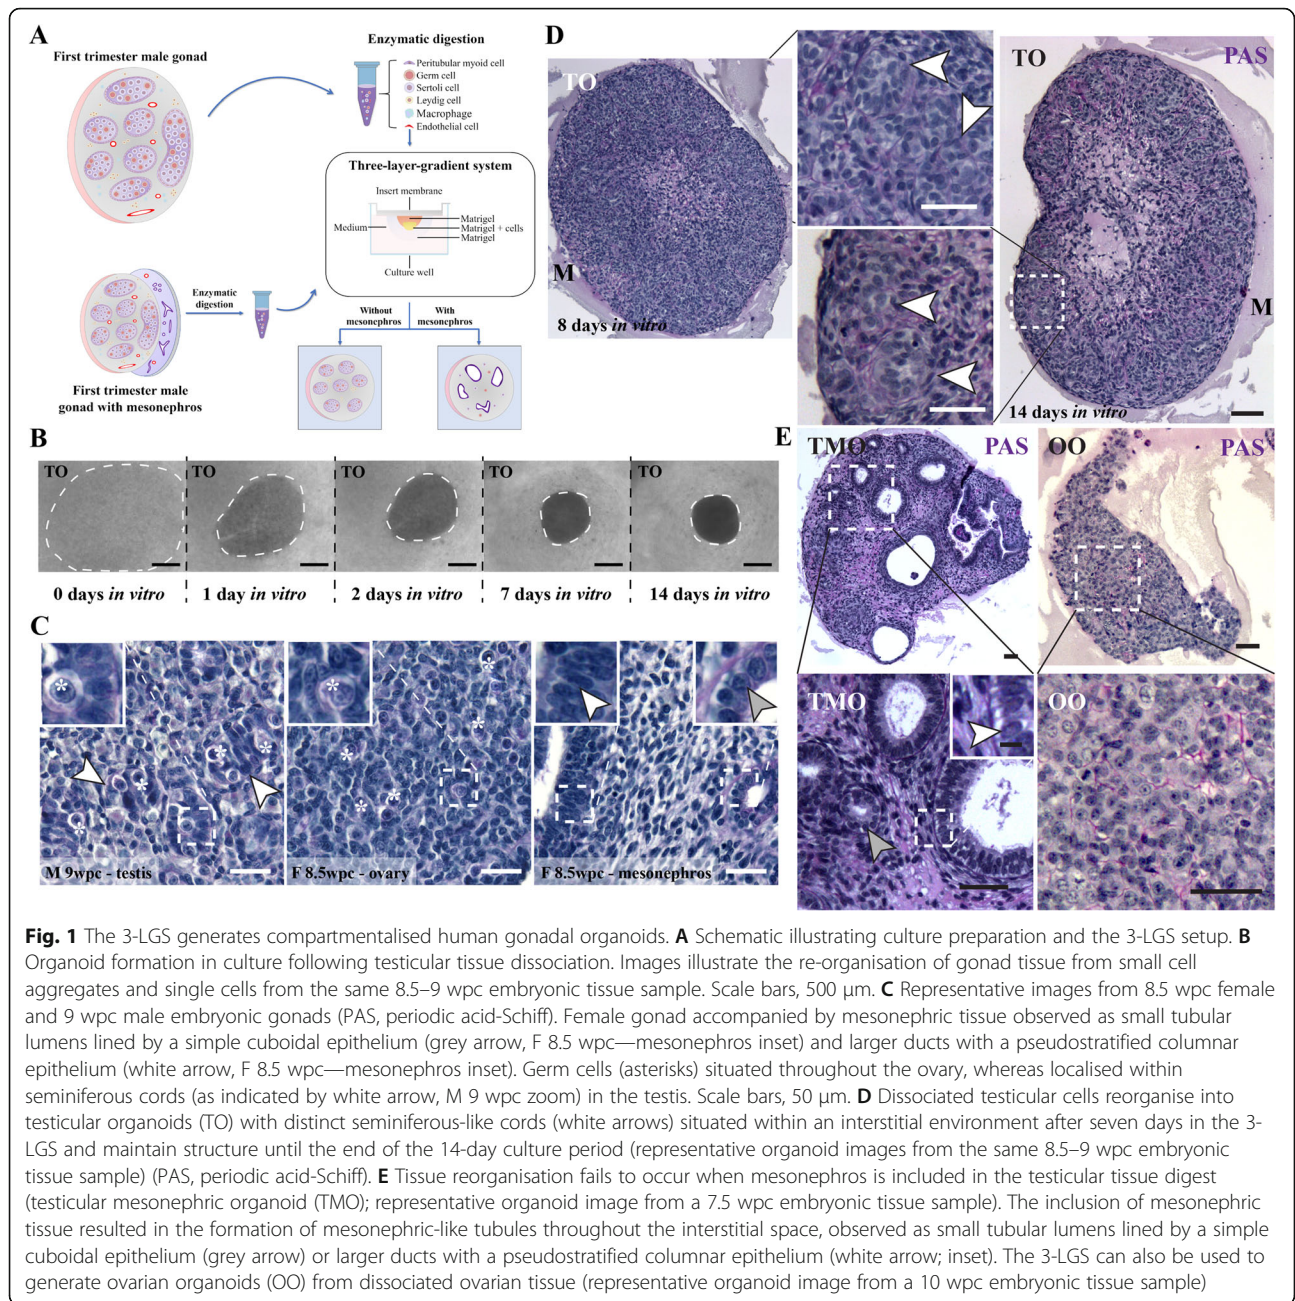 A
First trimester male gonad
Enzymatic digestion
Peritubular myoid cell
Germ cell
Sertoli cell
Leydig cell
Macrophage
Endothelial cell
Three-layer-gradient system
Insert membrane
Medium
Matrigel
Matrigel + cells
Matrigel
Culture well
Enzymatic
digestion
First trimester male
gonad with mesonephros
Without
mesonephros
With
mesonephros
B
TO
TO
TO
TO
TO
0 days in vitro
1 day in vitro
2 days in vitro
7 days in vitro
14 days in vitro
C
*
*
*
*
*
*
*
*
*
*
*
*
M 9wpc - testis
F 8.5wpc - ovary
F 8.5wpc - mesonephros
D
TO
M
8 days in vitro
TO
PAS
M
14 days in vitro
E
TMO
PAS
OO
PAS
TMO
OO
Fig. 1 The 3-LGS generates compartmentalised human gonadal organoids. A Schematic illustrating culture preparation and the 3-LGS setup. B
Organoid formation in culture following testicular tissue dissociation. Images illustrate the re-organisation of gonad tissue from small cell
aggregates and single cells from the same 8.5–9 wpc embryonic tissue sample. Scale bars, 500 μm. C Representative images from 8.5 wpc female
and 9 wpc male embryonic gonads (PAS, periodic acid-Schiff). Female gonad accompanied by mesonephric tissue observed as small tubular
lumens lined by a simple cuboidal epithelium (grey arrow, F 8.5 wpc—mesonephros inset) and larger ducts with a pseudostratified columnar
epithelium (white arrow, F 8.5 wpc—mesonephros inset). Germ cells (asterisks) situated throughout the ovary, whereas localised within
seminiferous cords (as indicated by white arrow, M 9 wpc zoom) in the testis. Scale bars, 50 μm. D Dissociated testicular cells reorganise into
testicular organoids (TO) with distinct seminiferous-like cords (white arrows) situated within an interstitial environment after seven days in the 3-
LGS and maintain structure until the end of the 14-day culture period (representative organoid images from the same 8.5–9 wpc embryonic
tissue sample) (PAS, periodic acid-Schiff). E Tissue reorganisation fails to occur when mesonephros is included in the testicular tissue digest
(testicular mesonephric organoid (TMO); representative organoid image from a 7.5 wpc embryonic tissue sample). The inclusion of mesonephric
tissue resulted in the formation of mesonephric-like tubules throughout the interstitial space, observed as small tubular lumens lined by a simple
cuboidal epithelium (grey arrow) or larger ducts with a pseudostratified columnar epithelium (white arrow; inset). The 3-LGS can also be used to
generate ovarian organoids (OO) from dissociated ovarian tissue (representative organoid image from a 10 wpc embryonic tissue sample)